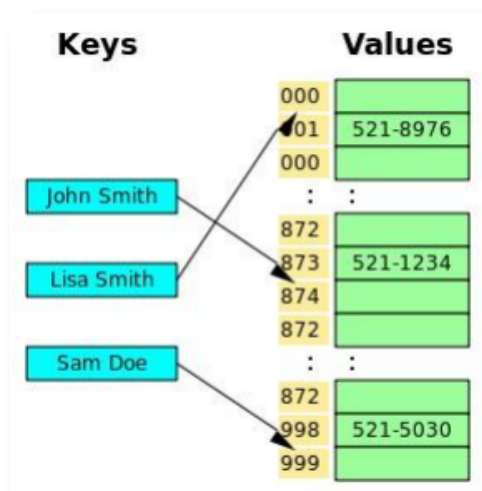 Keys
Values
000
001 521-8976
000
: :
John Smith
872
873 521-1234
Lisa Smith
874
872
: :
Sam Doe
872
998 521-5030
999